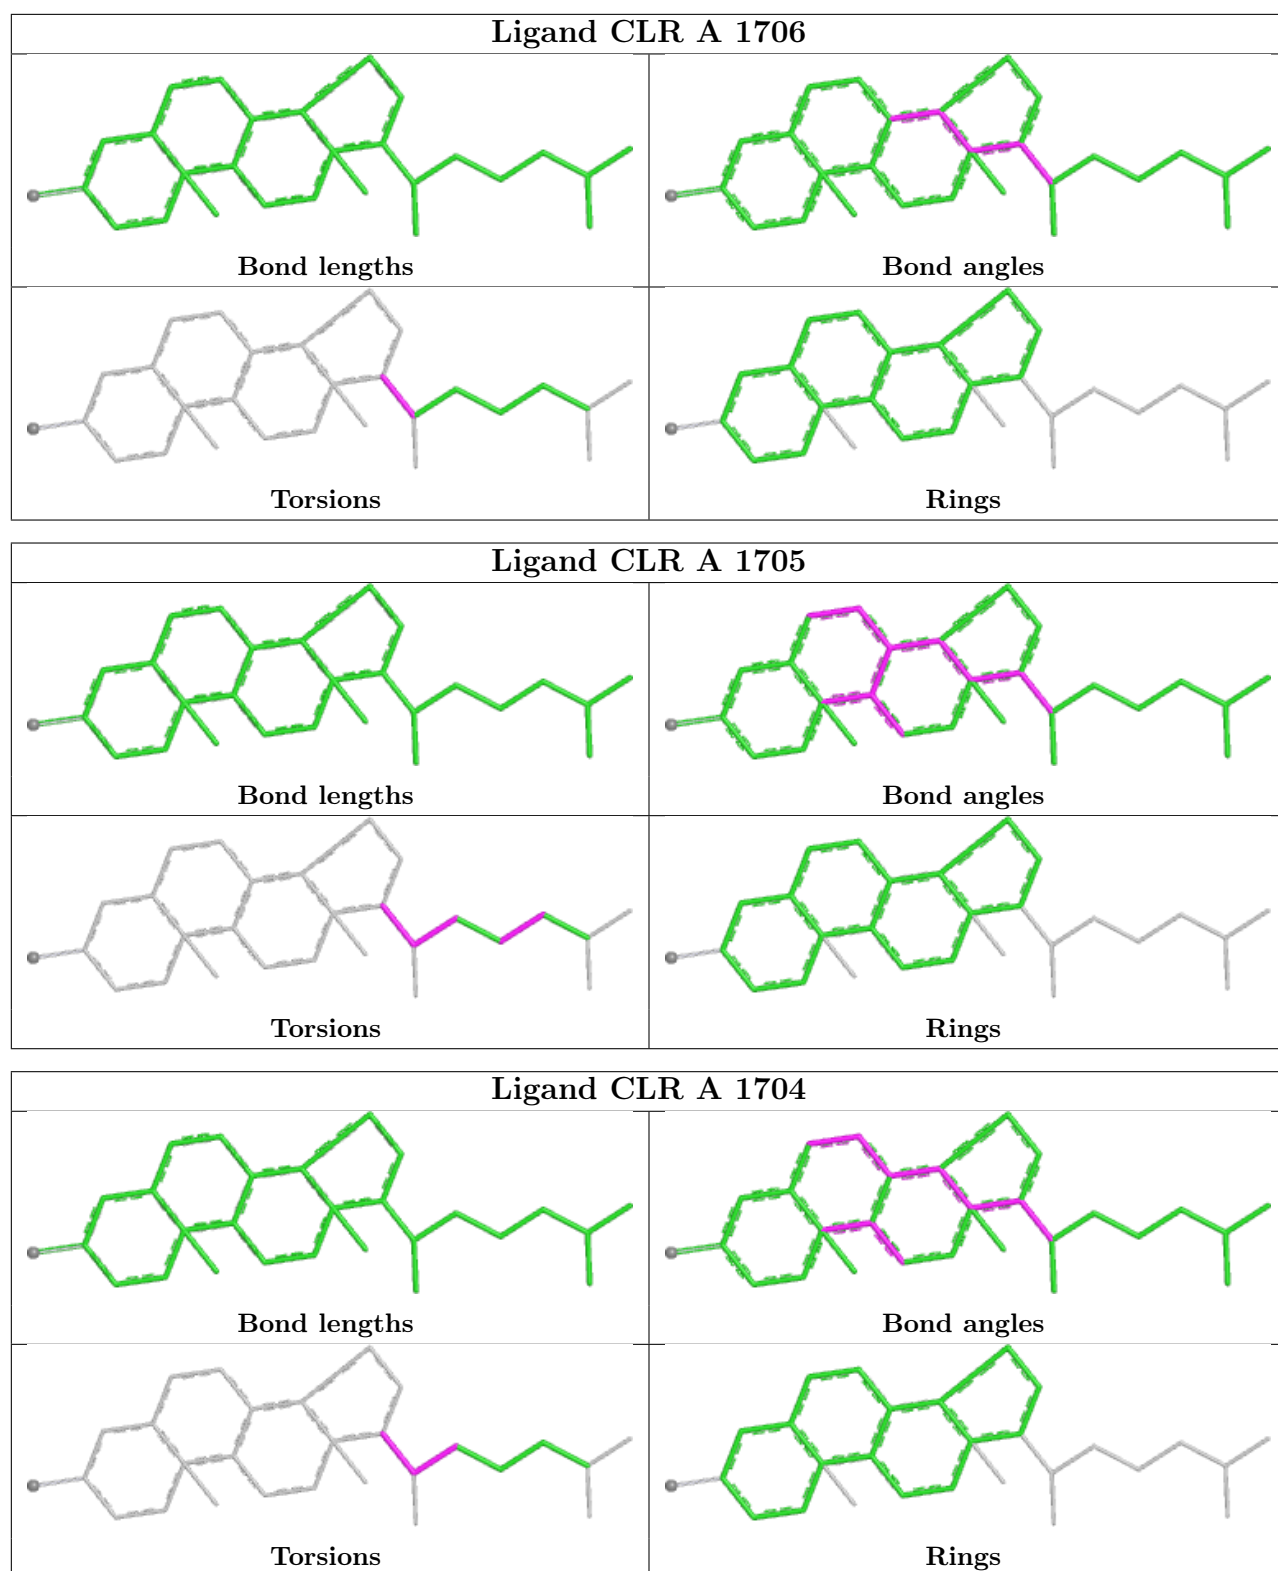 Ligand CLR A 1706
Bond lengths
Bond angles
Torsions
Rings
Ligand CLR A 1705
Bond lengths
Bond angles
Torsions
Rings
Ligand CLR A 1704
Bond lengths
Bond angles
Torsions
Rings